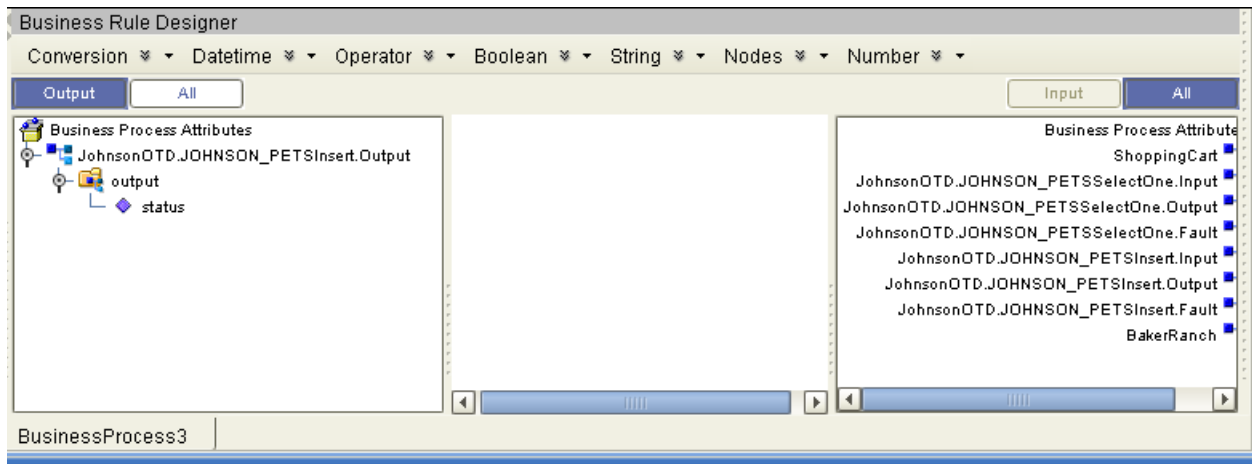 Business Rule Designer
Conversion Datetime Operator Boolean String Nodes Number
Output All Input All
Business Process Attributes
JohnsonOTD.JOHNSON_PETSInsert.Output
output
status
Business Process Attribute
ShoppingCart
JohnsonOTD.JOHNSON_PETSSelectOne.Input
JohnsonOTD.JOHNSON_PETSSelectOne.Output
JohnsonOTD.JOHNSON_PETSSelectOne.Fault
JohnsonOTD.JOHNSON_PETSInsert.Input
JohnsonOTD.JOHNSON_PETSInsert.Output
JohnsonOTD.JOHNSON_PETSInsert.Fault
BakerRanch
BusinessProcess3